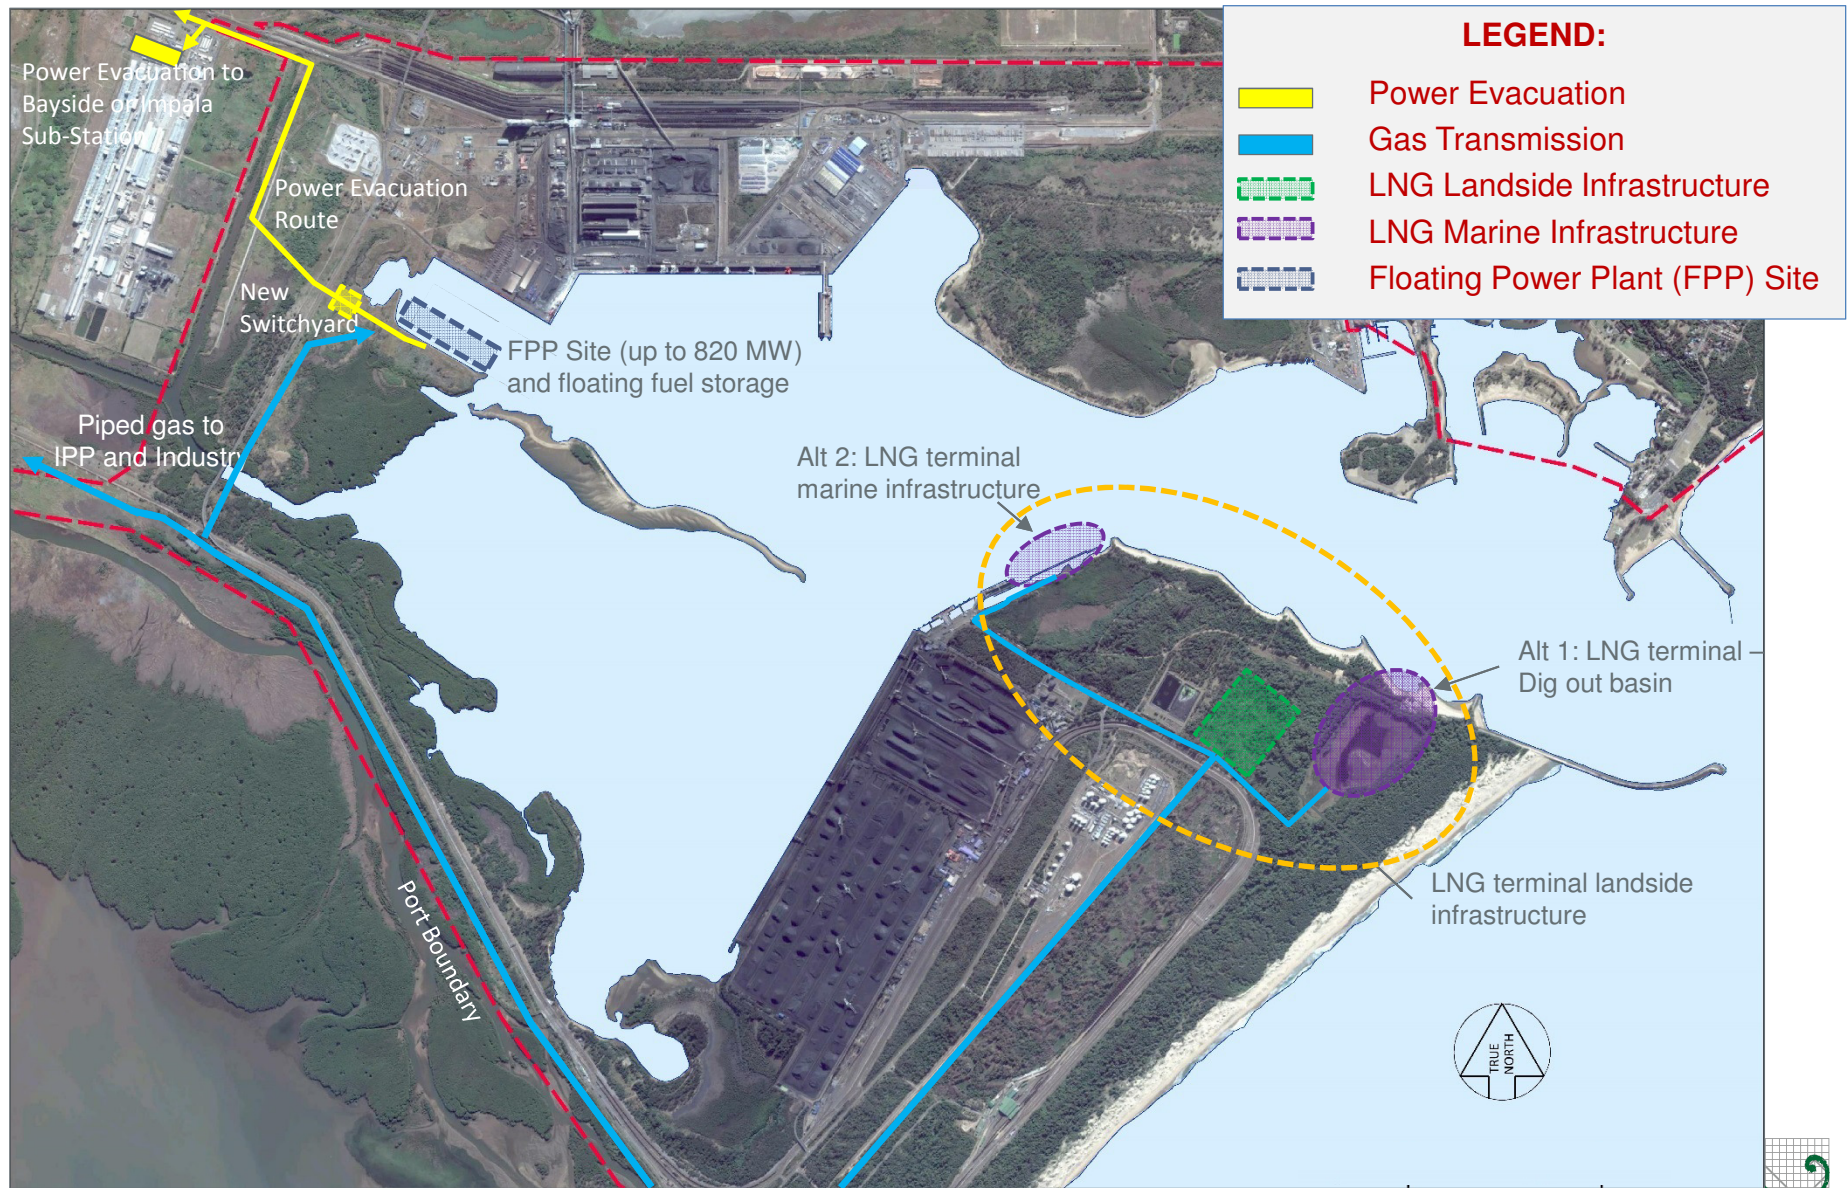 LEGEND:
Power Evacuation
Gas Transmission
LNG Landside Infrastructure
LNG Marine Infrastructure
Floating Power Plant (FPP) Site
Power Evacuation to
Bayside or Impala
Sub-Station
Power Evacuation
Route
New
Switchyard
FPP Site (up to 820 MW)
and floating fuel storage
Piped gas to
IPP and Industry
Alt 2: LNG terminal
marine infrastructure
Alt 1: LNG terminal –
Dig out basin
LNG terminal landside
infrastructure
Port Boundary
TRUE
NORTH